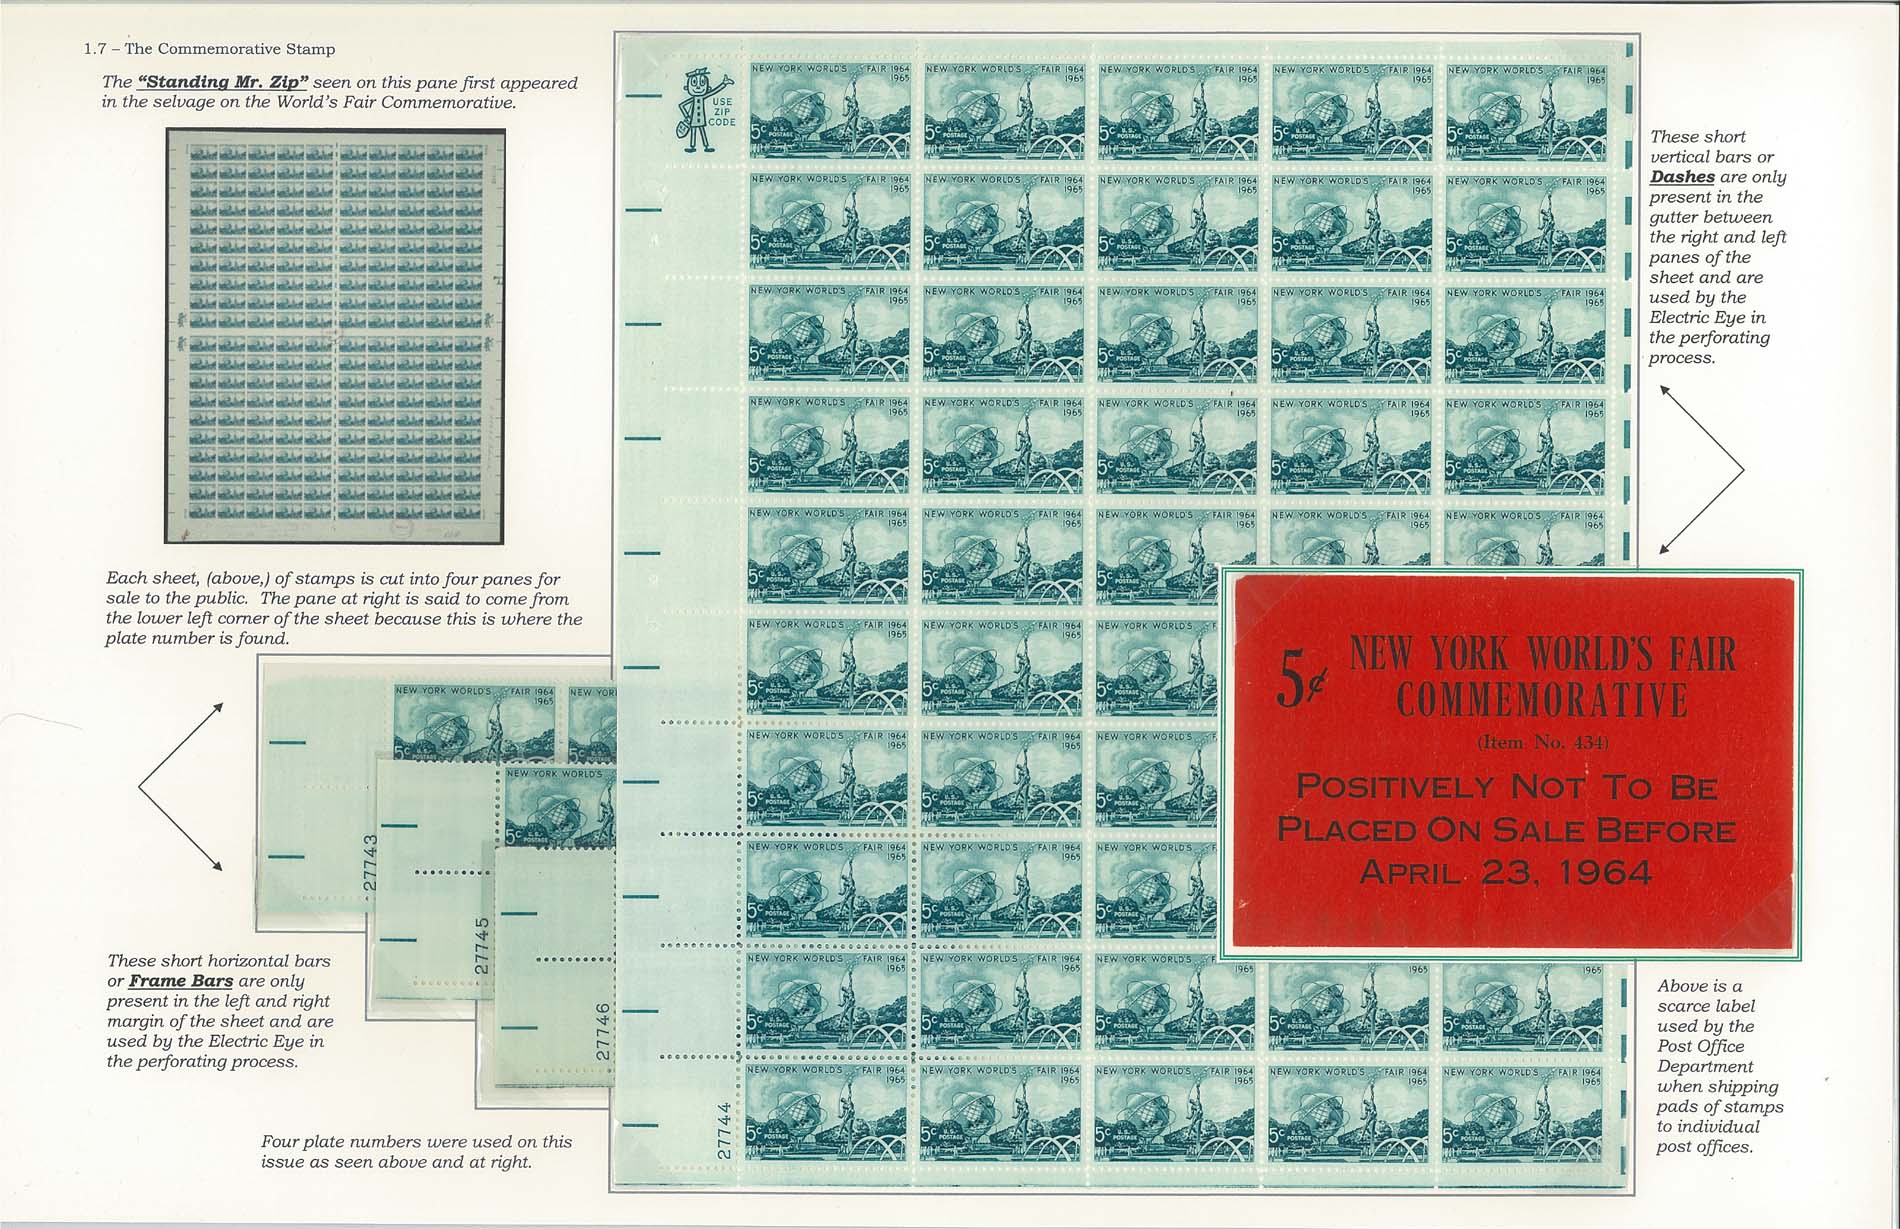 1.7 – The Commemorative Stamp
The "Standing Mr. Zip" seen on this pane first appeared
in the selvage on the World's Fair Commemorative.
Each sheet, (above,) of stamps is cut into four panes for
sale to the public. The pane at right is said to come from
the lower left corner of the sheet because this is where the
plate number is found.
27743
27745
27746
These short horizontal bars
or Frame Bars are only
present in the left and right
margin of the sheet and are
used by the Electric Eye in
the perforating process.
Four plate numbers were used on this
issue as seen above and at right.
USE
ZIP
CODE
NEW YORK WORLD'S FAIR 1964
1965
5c
U.S.
POSTAGE
27744
These short
vertical bars or
Dashes are only
present in the
gutter between
the right and left
panes of the
sheet and are
used by the
Electric Eye in
the perforating
process.
5¢ NEW YORK WORLD'S FAIR
COMMEMORATIVE
(Item No. 434)
POSITIVELY NOT TO BE
PLACED ON SALE BEFORE
APRIL 23, 1964
Above is a
scarce label
used by the
Post Office
Department
when shipping
pads of stamps
to individual
post offices.